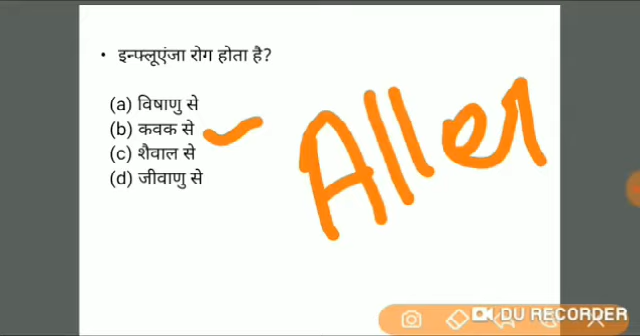 • इन्फ्लूएंजा रोग होता है?
(a) विषाणु से
(b) कवक से
(c) शैवाल से
(d) जीवाणु से
Aller
DU RECORDER